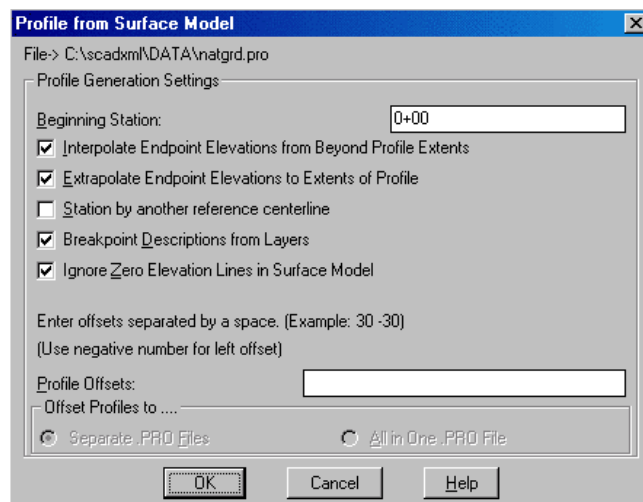 Profile from Surface Model
File-> C:\scadxml\DATA\natgrd.pro
Profile Generation Settings
Beginning Station: 0+00
Interpolate Endpoint Elevations from Beyond Profile Extents
Extrapolate Endpoint Elevations to Extents of Profile
Station by another reference centerline
Breakpoint Descriptions from Layers
Ignore Zero Elevation Lines in Surface Model
Enter offsets separated by a space. (Example: 30 -30)
(Use negative number for left offset)
Profile Offsets:
Offset Profiles to ....
Separate .PRO Files All in One .PRO File
OK Cancel Help